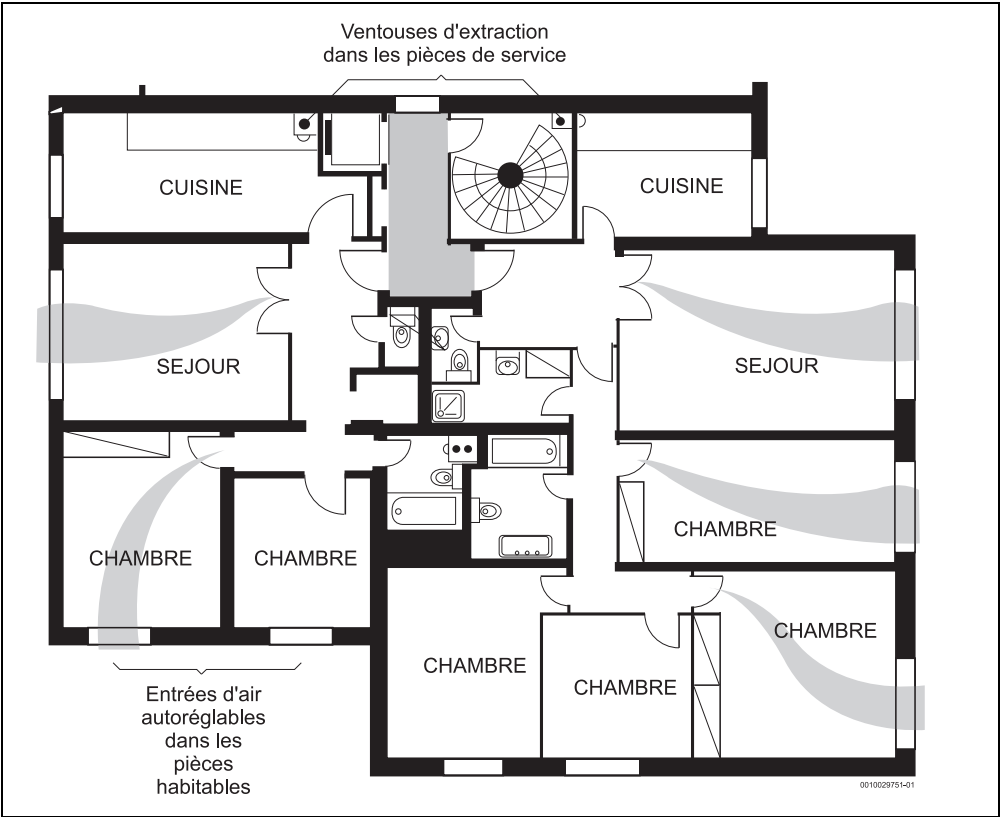 Ventouses d'extraction
dans les pièces de service
CUISINE
CUISINE
SEJOUR
SEJOUR
CHAMBRE
CHAMBRE
CHAMBRE
CHAMBRE
CHAMBRE
CHAMBRE
Entrées d'air
autoréglables
dans les
pièces
habitables
0010029751-01